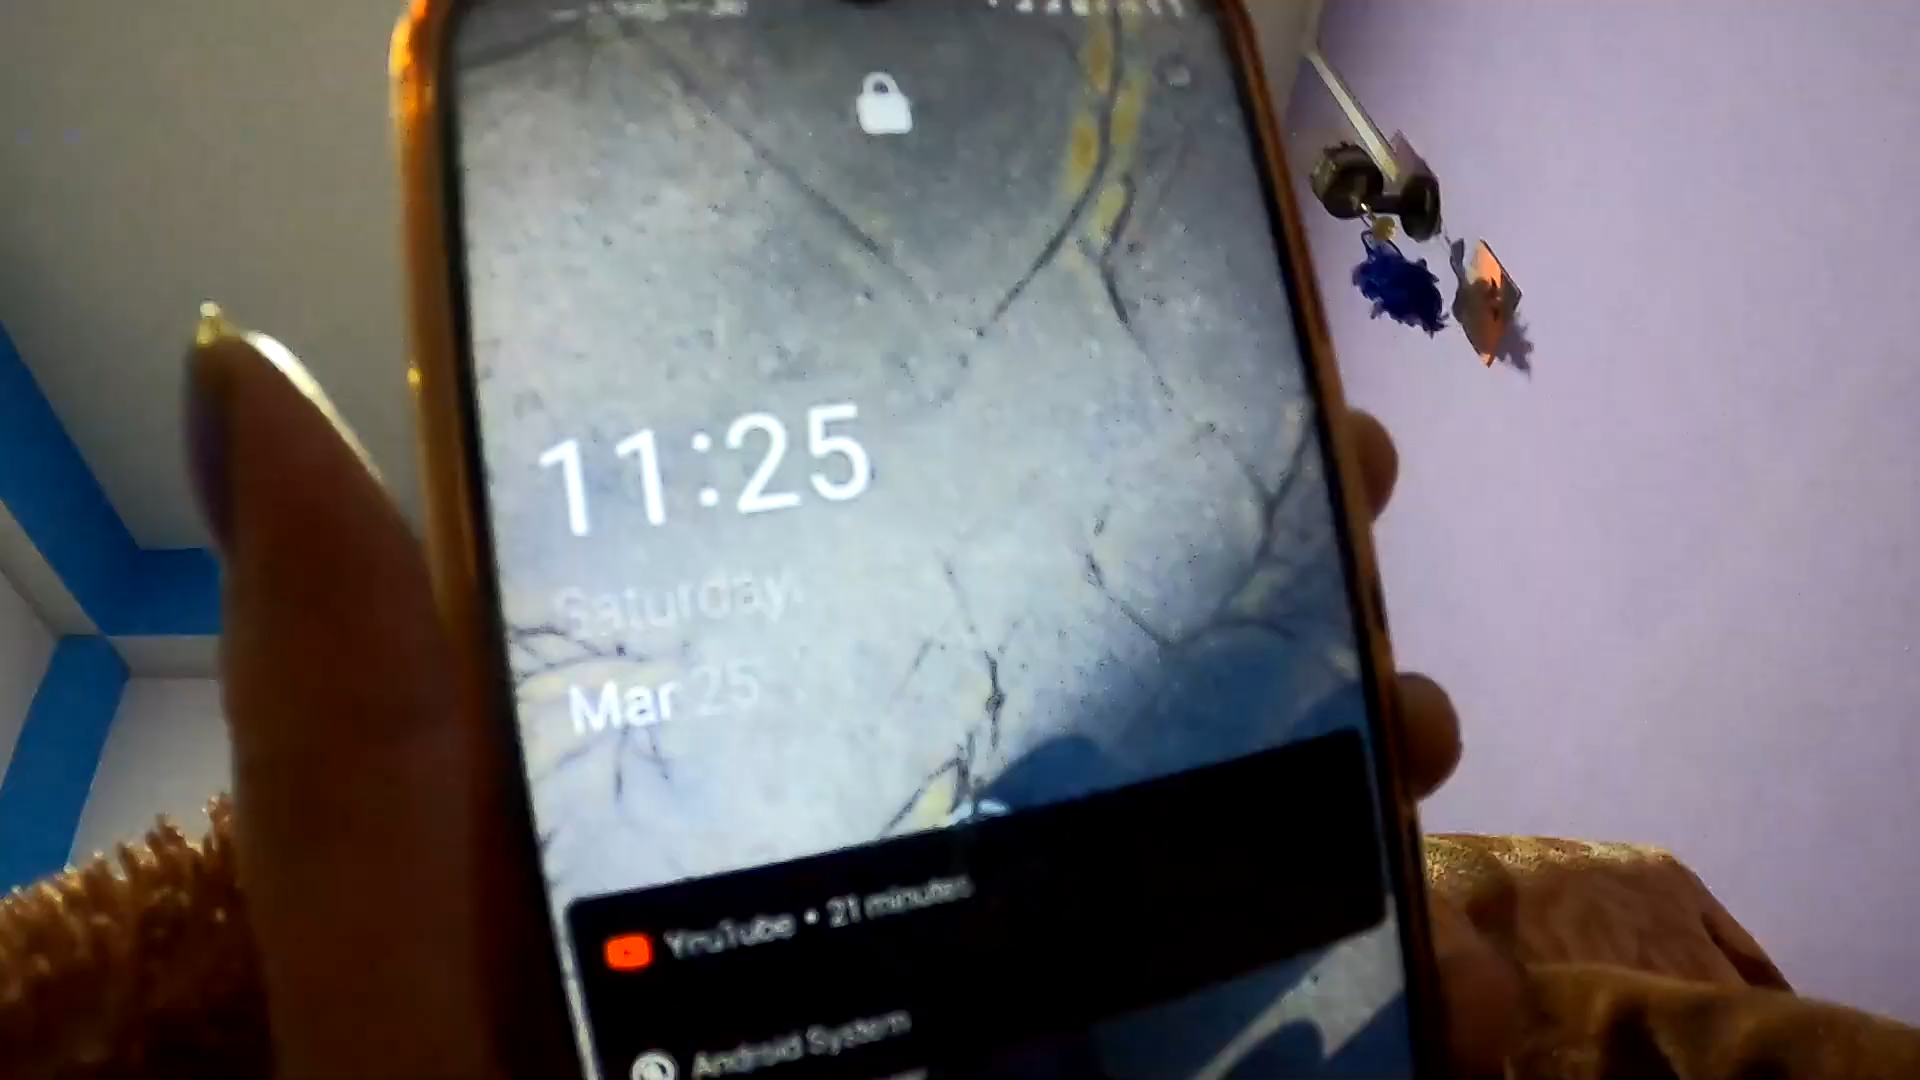 11:25
Saturday,
Mar 25
YouTube • 21 minutes
Android System